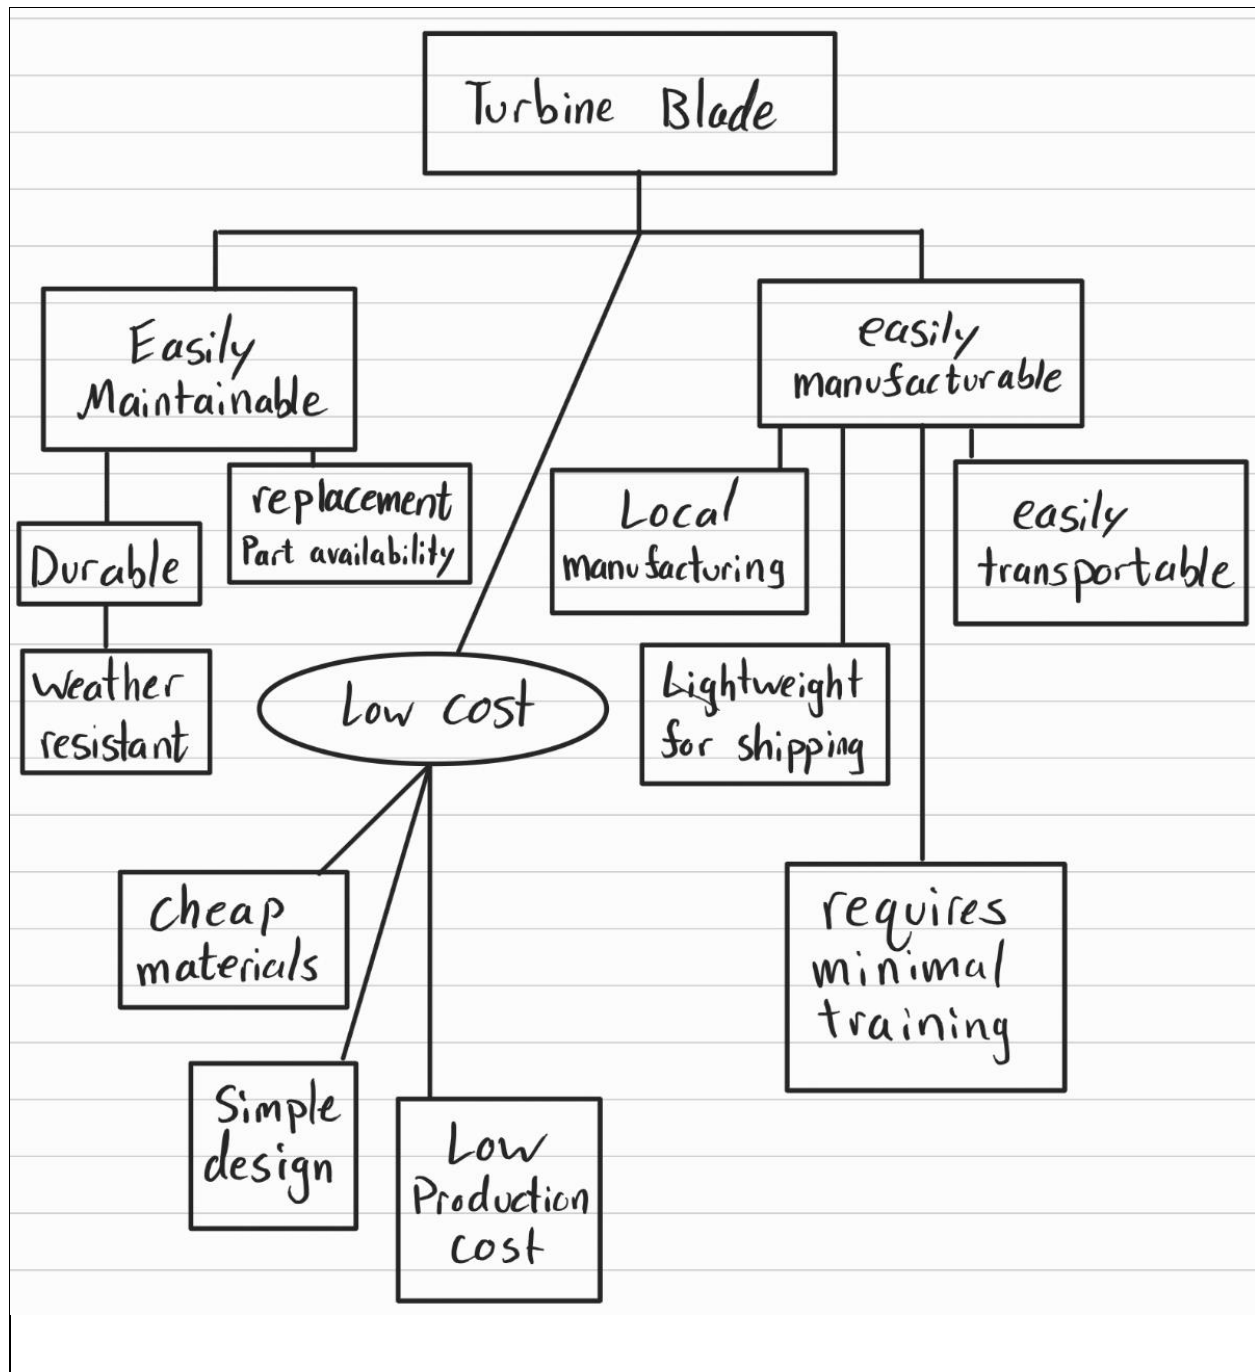 Turbine Blade
Easily
Maintainable
easily
manufacturable
replacement
Part availability
Durable
Local
manufacturing
easily
transportable
weather
resistant
Low cost
Lightweight
for shipping
cheap
materials
requires
minimal
training
Simple
design
Low
Production
cost